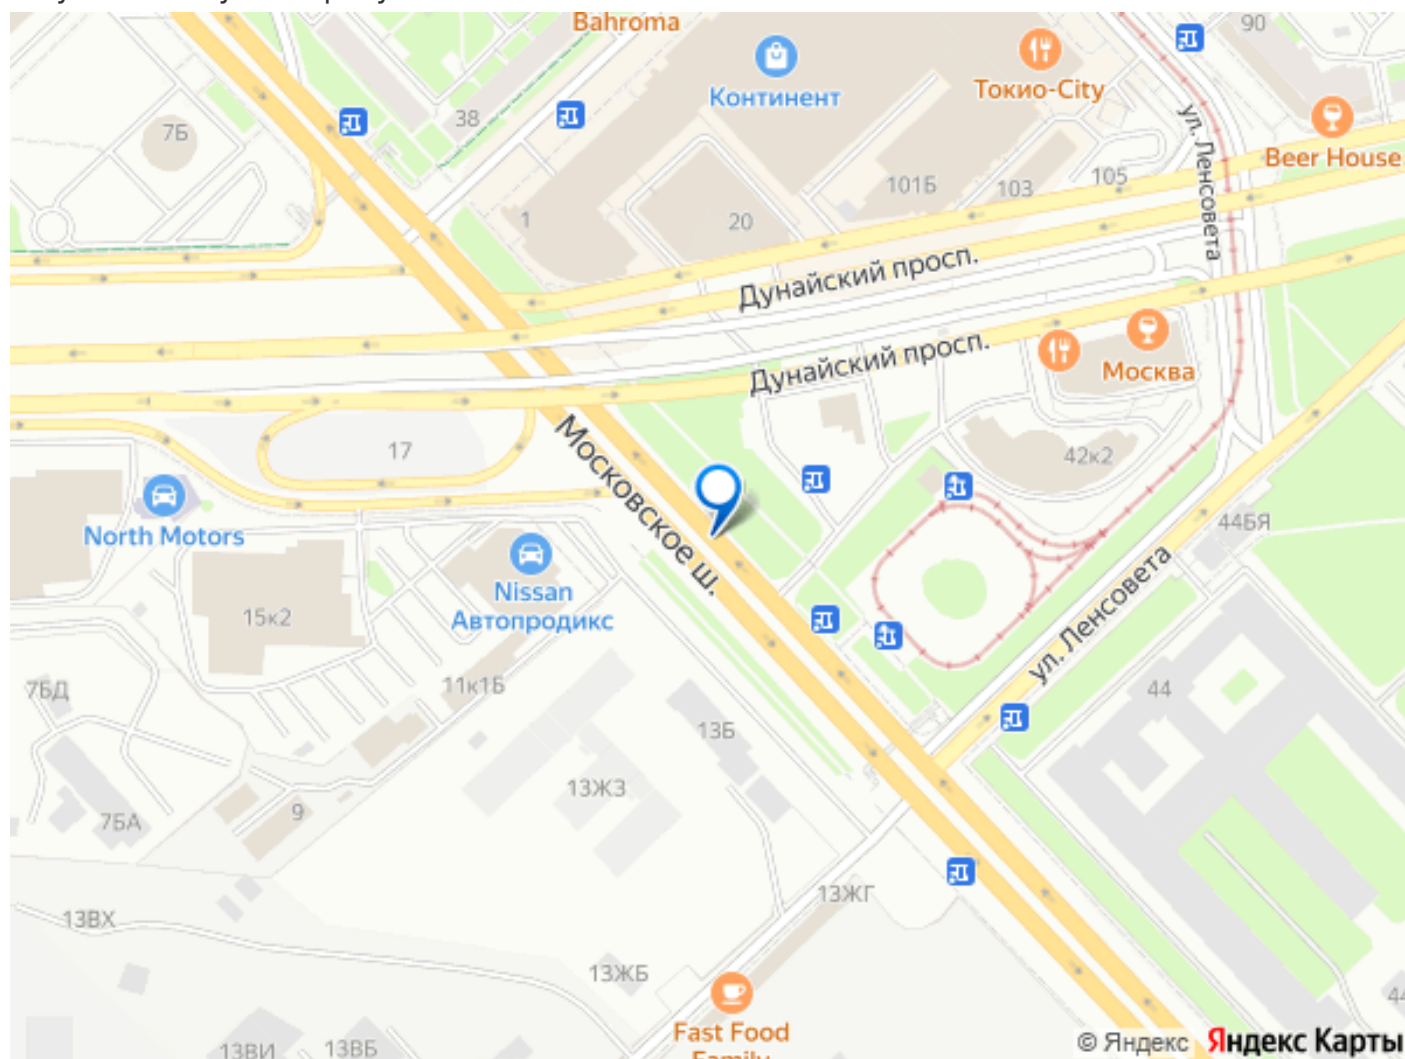 Bahroma
90
Континент
Токио-City
38
7Б
ул. Ленсовета
Beer House
101Б
103
105
1
20
Дунайский просп.
Дунайский просп.
Москва
Московское ш.
17
42к2
North Motors
44БЯ
Nissan
Автопродикс
15к2
ул. Ленсовета
7БД
11к1Б
44
13Б
13ЖЗ
9
7БА
13ЖГ
13ВХ
13ЖБ
Fast Food
Family
13ВИ
13ВБ
© Яндекс Яндекс Карты